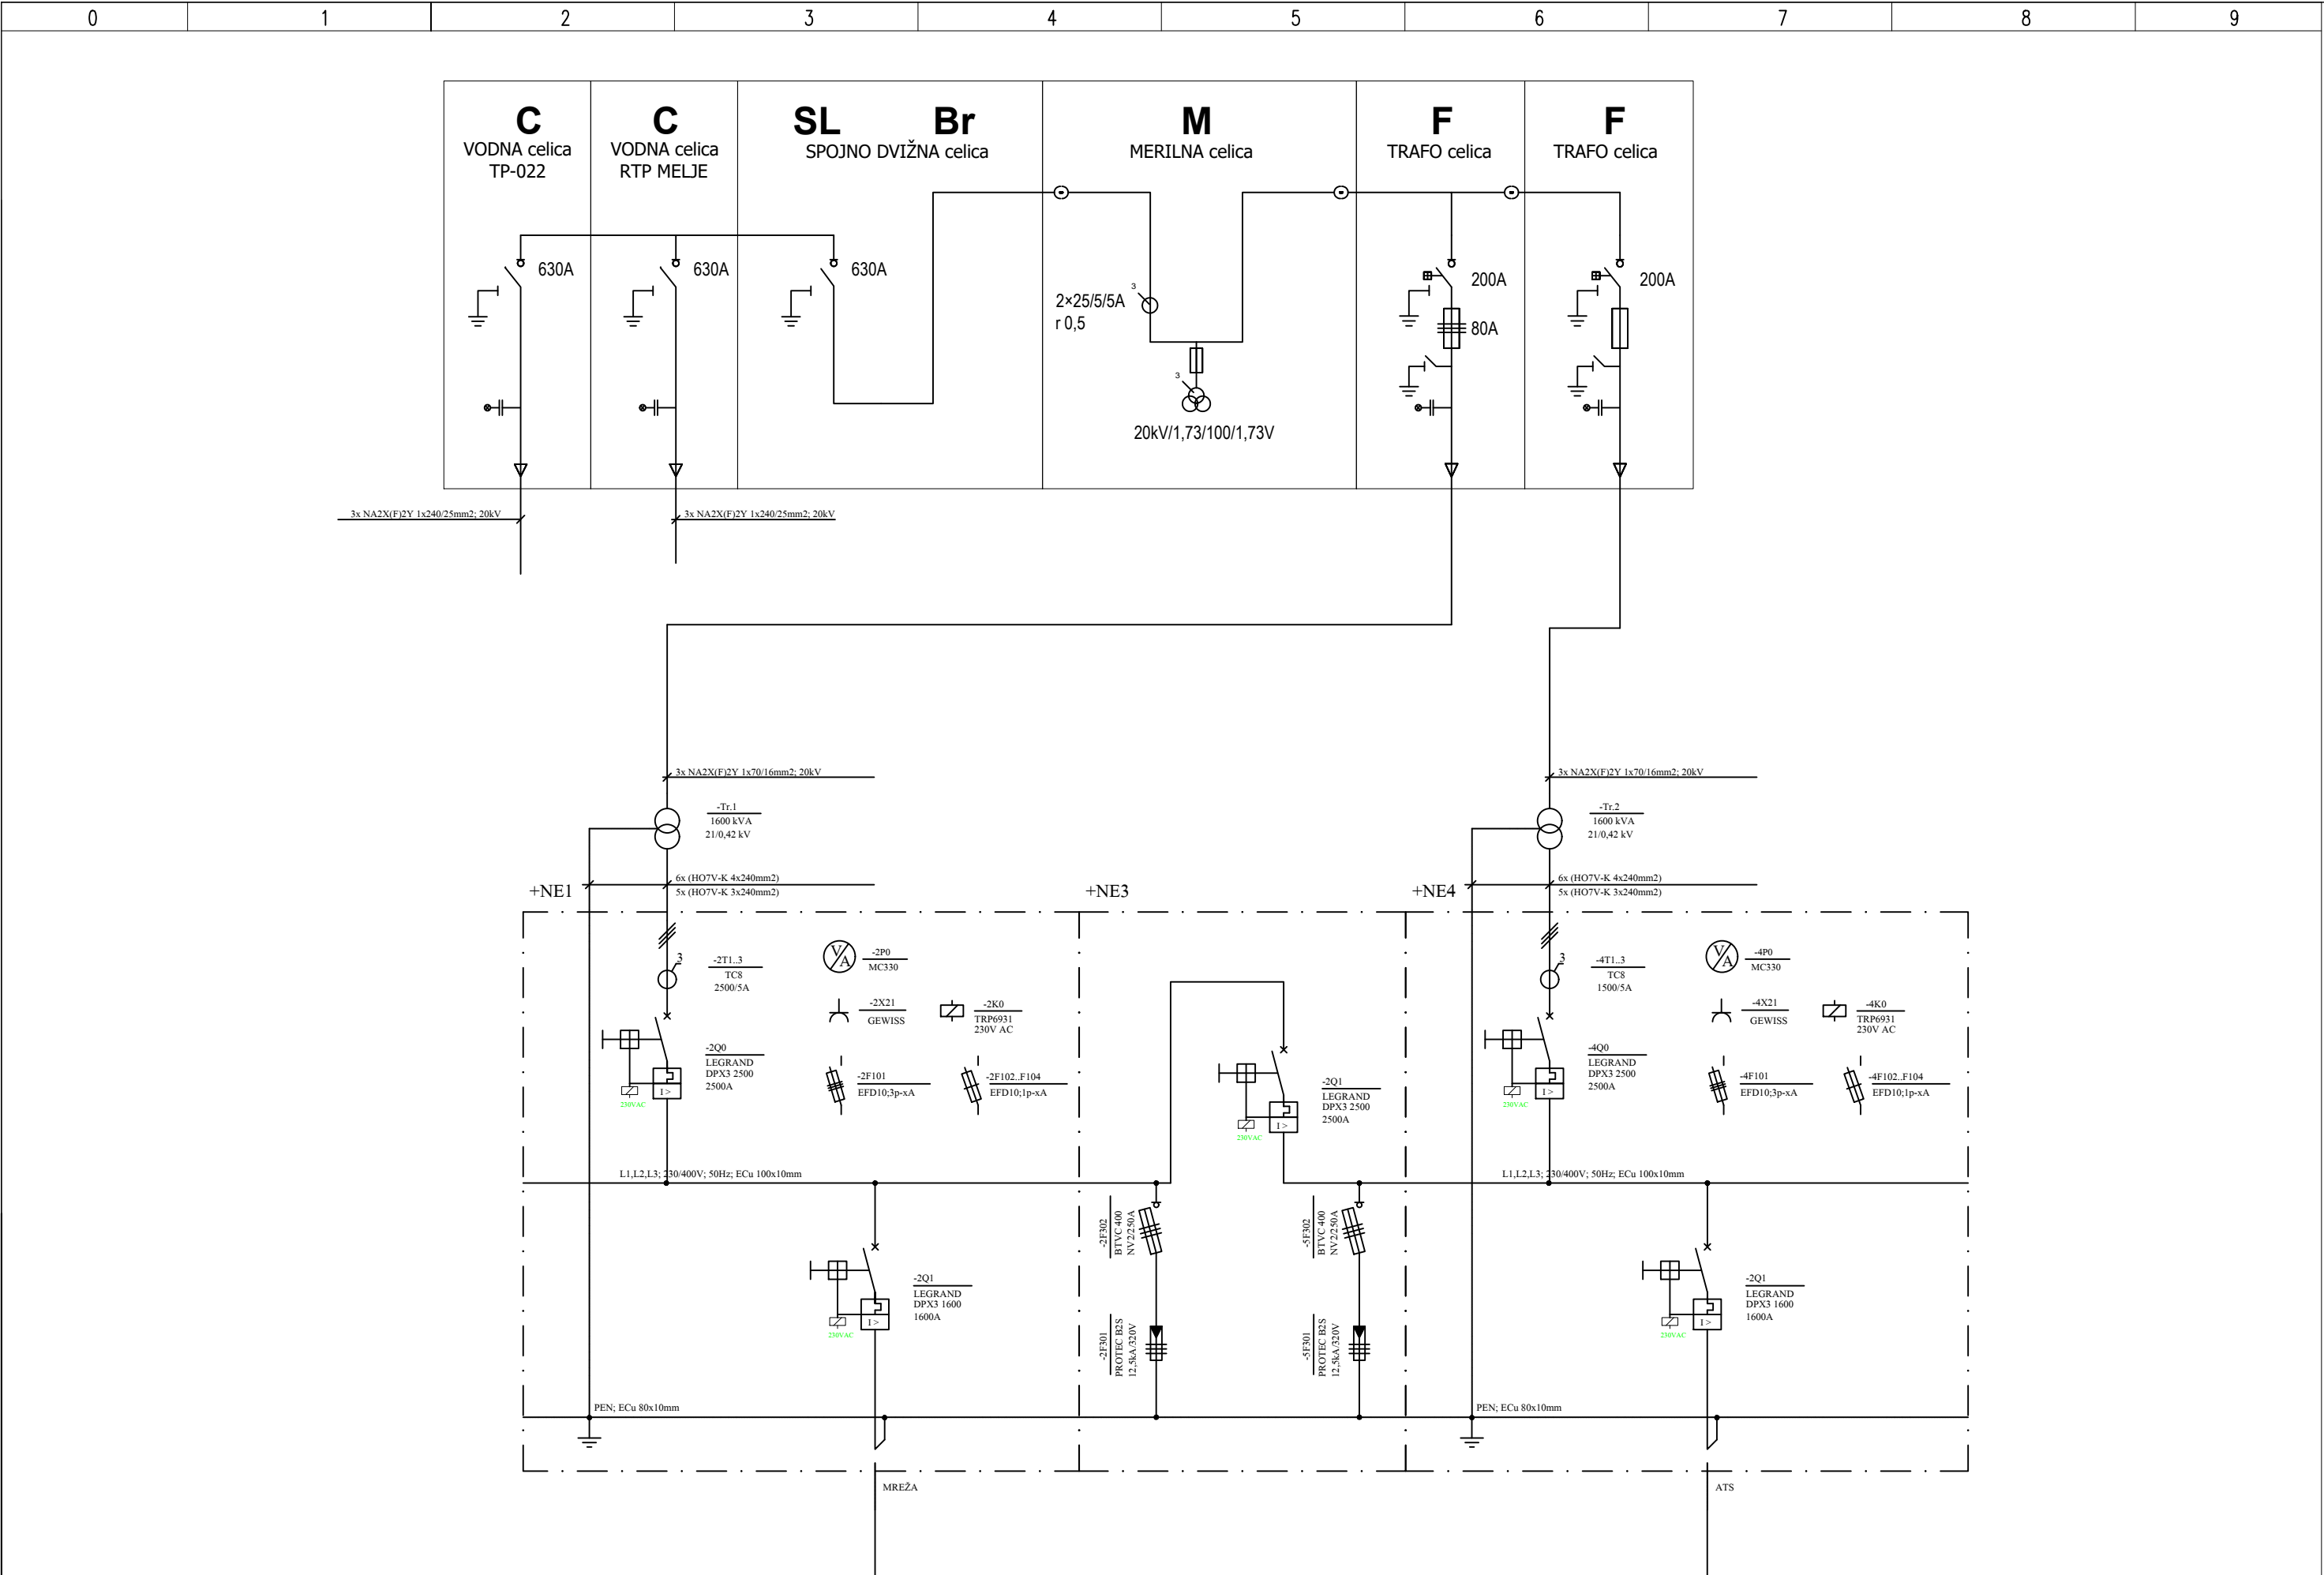 0 1 2 3 4 5 6 7 8 9
C
VODNA celica
TP-022
C
VODNA celica
RTP MELJE
SL Br
SPOJNO DVIŽNA celica
M
MERILNA celica
F
TRAFO celica
F
TRAFO celica
630A
630A
630A
2×25/5/5A
r 0,5
3
3
20kV/1,73/100/1,73V
200A
80A
200A
3x NA2X(F)2Y 1x240/25mm2; 20kV
3x NA2X(F)2Y 1x240/25mm2; 20kV
3x NA2X(F)2Y 1x70/16mm2; 20kV
-Tr.1
1600 kVA
21/0,42 kV
3x NA2X(F)2Y 1x70/16mm2; 20kV
-Tr.2
1600 kVA
21/0,42 kV
+NE1
6x (HO7V-K 4x240mm2)
5x (HO7V-K 3x240mm2)
+NE3
+NE4
6x (HO7V-K 4x240mm2)
5x (HO7V-K 3x240mm2)
3
-2T1..3
TC8
2500/5A
V
A
-2P0
MC330
-2X21
GEWISS
-2K0
TRP6931
230V AC
-2Q0
LEGRAND
DPX3 2500
2500A
I >
230VAC
-2F101
EFD10;3p-xA
-2F102..F104
EFD10;1p-xA
-2Q1
LEGRAND
DPX3 2500
2500A
I >
230VAC
3
-4T1..3
TC8
1500/5A
V
A
-4P0
MC330
-4X21
GEWISS
-4K0
TRP6931
230V AC
-4Q0
LEGRAND
DPX3 2500
2500A
I >
230VAC
-4F101
EFD10;3p-xA
-4F102..F104
EFD10;1p-xA
L1,L2,L3; 230/400V; 50Hz; ECu 100x10mm
L1,L2,L3; 230/400V; 50Hz; ECu 100x10mm
-2Q1
LEGRAND
DPX3 1600
1600A
I >
230VAC
-2F302
BTVC 400
NV2/250A
-2F301
PROTEC B2S
12,5kA/320V
-5F302
BTVC 400
NV2/250A
-5F301
PROTEC B2S
12,5kA/320V
-2Q1
LEGRAND
DPX3 1600
1600A
I >
230VAC
PEN; ECu 80x10mm
PEN; ECu 80x10mm
MREŽA
ATS